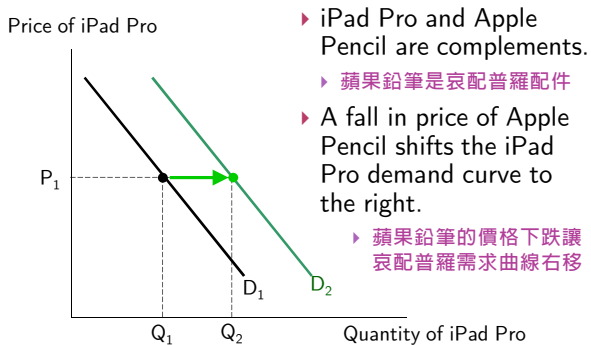 Price of iPad Pro
P1
Q1
Q2
D1
D2
Quantity of iPad Pro
iPad Pro and Apple
Pencil are complements.
蘋果鉛筆是哀配普羅配件
A fall in price of Apple
Pencil shifts the iPad
Pro demand curve to
the right.
蘋果鉛筆的價格下跌讓
哀配普羅需求曲線右移